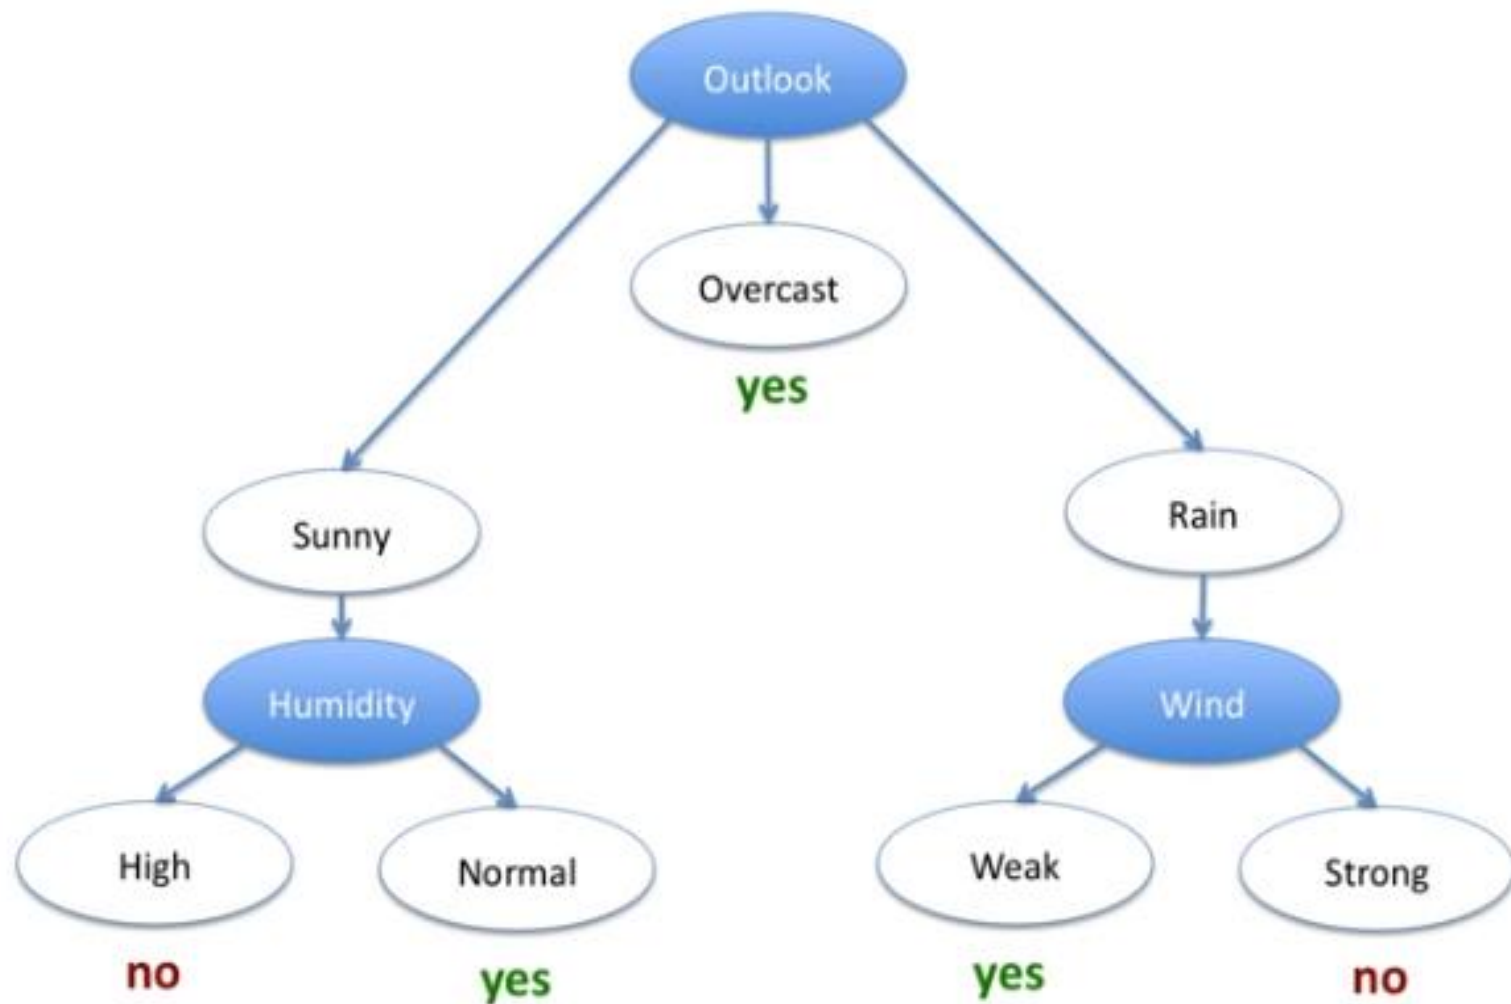 Outlook
Overcast
yes
Sunny
Rain
Humidity
Wind
High
Normal
Weak
Strong
no
yes
yes
no